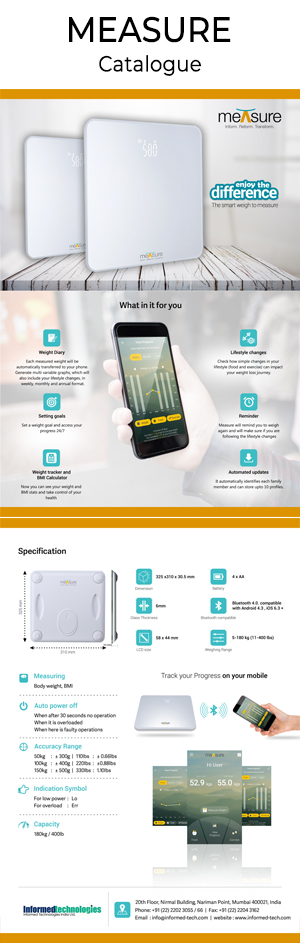 MEASURE
Catalogue
meAsure
Inform. Reform. Transform.
enjoy the
difference
The smart weigh to measure
meAsure
meAsure
What in it for you
Weight Diary
Each measured weight will be
automatically transferred to your phone.
Generate multi variable graphs, which will
also include your lifestyle changes, in
weekly, monthly and annual format.
Lifestyle changes
Check how simple changes in your
lifestyle (food and exercise) can impact
your weight loss journey.
Setting goals
Set a weight goal and access your
progress 24/7
Reminder
Measure will remind you to weigh
again and will make sure if you are
following the lifestyle changes
Weight tracker and
BMI Calculator
Now you can see your weight and
BMI stats and take control of your
health
Automated updates
It automatically identifies each family
member and can store upto 10 profiles.
Specification
325 mm
310 mm
meAsure
325 x310 x 30.5 mm
Dimension
4 x AA
Battery
6mm
Glass Thickness
Bluetooth 4.0 compatible
with Android 4.3 , iOS 6.3 +
Bluetooth compatible
58 x 44 mm
LCD size
5-180 kg (11-400 lbs)
Weighing Range
Measuring
Body weight, BMI
Auto power off
When after 30 seconds no operation
When it is overloaded
When here is faulty operations
Accuracy Range
50kg : ± 300g | 110lbs : ± 0.66lbs
100kg : ± 400g | 220lbs : ±0.88lbs
150kg : ± 500g | 330lbs : 1.10lbs
Indication Symbol
For low power : Lo
For overload : Err
Capacity
180kg / 400lb
Track your Progress on your mobile
meAsure
Hi User
52.9
55.0
Informedtechnologies
Informed Technologies India Ltd.
20th Floor, Nirmal Building, Nariman Point, Mumbai 400021, India
Phone: +91 (22) 2202 3055 / 66 | Fax: +91 (22) 2204 3162
Email : info@informed-tech.com | website : www.informed-tech.com